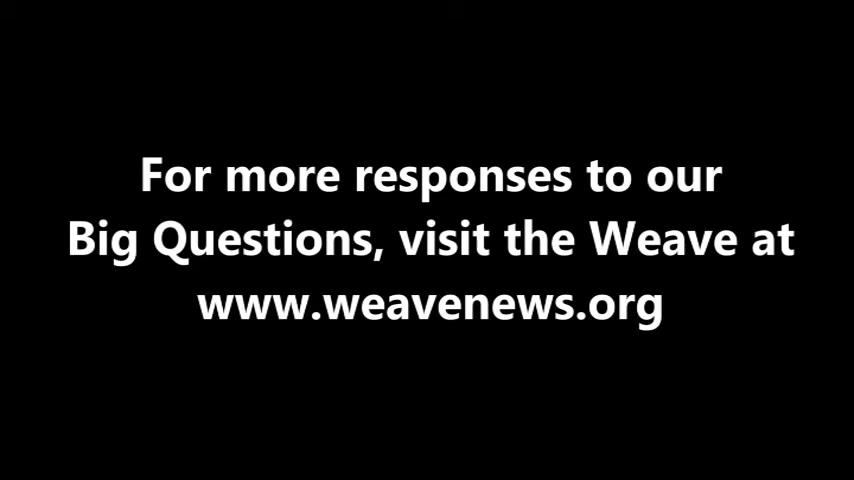 For more responses to our
Big Questions, visit the Weave at
www.weavenews.org